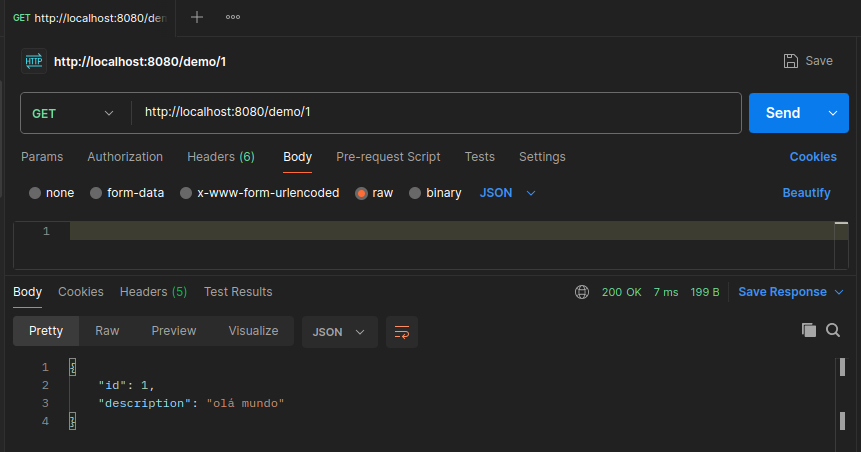 GET http://localhost:8080/den
HTTP http://localhost:8080/demo/1 Save
GET http://localhost:8080/demo/1 Send
Params Authorization Headers (6) Body Pre-request Script Tests Settings Cookies
none form-data x-www-form-urlencoded raw binary JSON Beautify
1
Body Cookies Headers (5) Test Results 200 OK 7 ms 199 B Save Response
Pretty Raw Preview Visualize JSON
1 {
2 "id": 1,
3 "description": "olá mundo"
4 }